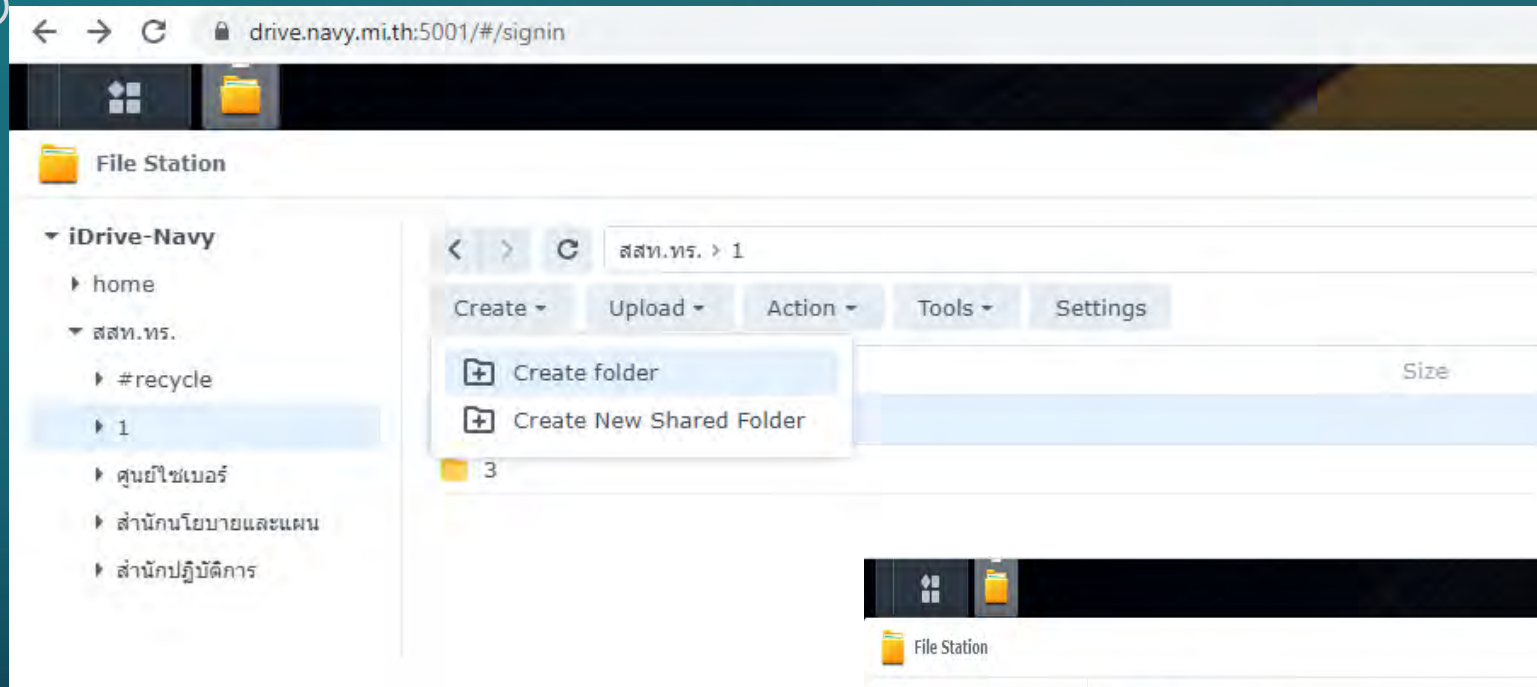 drive.navy.mi.th:5001/#/signin
File Station
iDrive-Navy
home
สสท.ทร.
#recycle
1
ศูนย์ไซเบอร์
สำนักนโยบายและแผน
สำนักปฏิบัติการ
สสท.ทร. > 1
Create Upload Action Tools Settings
Create folder
Create New Shared Folder
Size
3
File Station